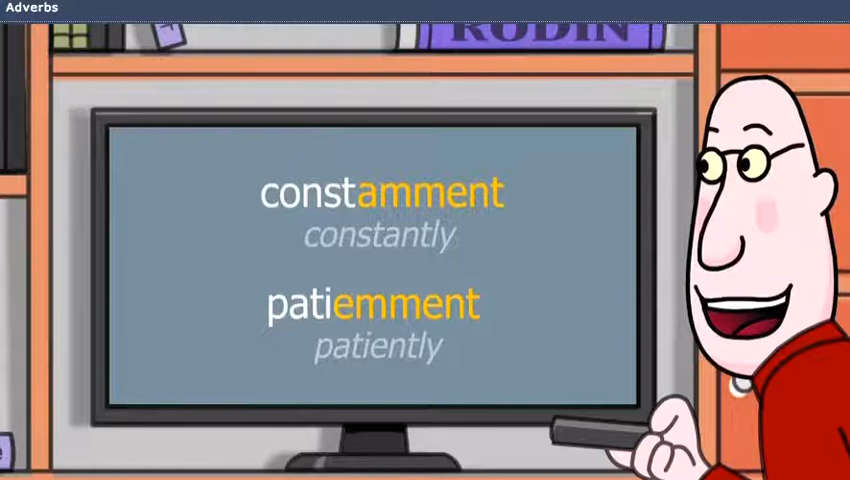 Adverbs
RODIN
constamment
constantly
patiemment
patiently